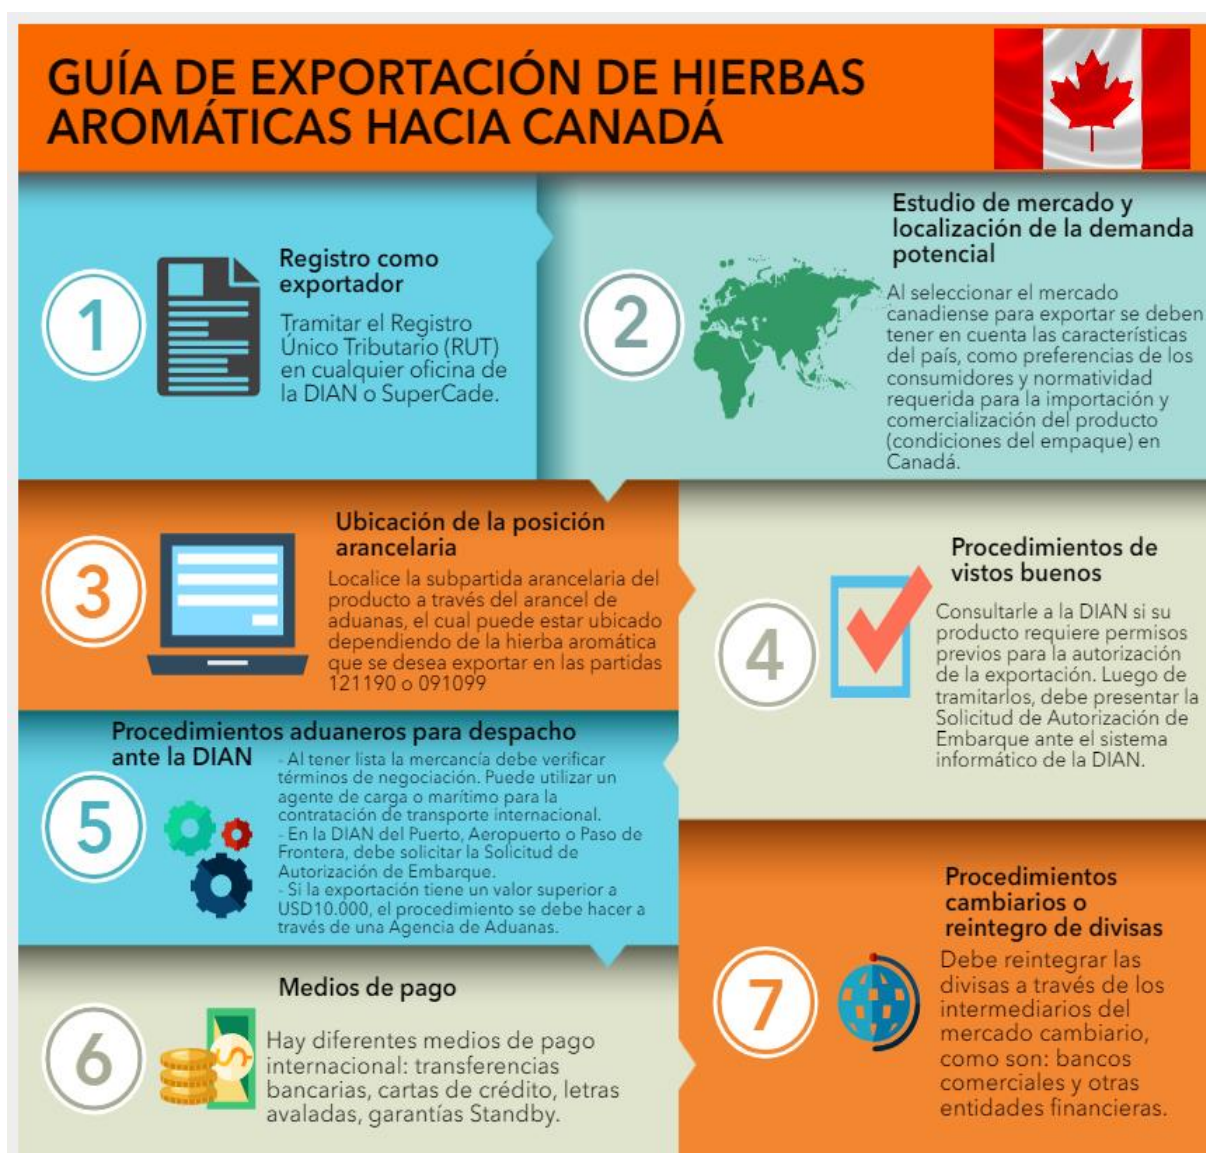 GUÍA DE EXPORTACIÓN DE HIERBAS
AROMÁTICAS HACIA CANADÁ
1
Registro como
exportador
Tramitar el Registro
Único Tributario (RUT)
en cualquier oficina de
la DIAN o SuperCade.
2
Estudio de mercado y
localización de la demanda
potencial
Al seleccionar el mercado
canadiense para exportar se deben
tener en cuenta las características
del país, como preferencias de los
consumidores y normatividad
requerida para la importación y
comercialización del producto
(condiciones del empaque) en
Canadá.
3
Ubicación de la posición
arancelaria
Localice la subpartida arancelaria del
producto a través del arancel de
aduanas, el cual puede estar ubicado
dependiendo de la hierba aromática
que se desea exportar en las partidas
121190 o 091099
4
Procedimientos de
vistos buenos
Consultarle a la DIAN si su
producto requiere permisos
previos para la autorización
de la exportación. Luego de
tramitarlos, debe presentar la
Solicitud de Autorización de
Embarque ante el sistema
informático de la DIAN.
5
Procedimientos aduaneros para despacho
ante la DIAN
- Al tener lista la mercancía debe verificar
términos de negociación. Puede utilizar un
agente de carga o marítimo para la
contratación de transporte internacional.
- En la DIAN del Puerto, Aeropuerto o Paso de
Frontera, debe solicitar la Solicitud de
Autorización de Embarque.
- Si la exportación tiene un valor superior a
USD10.000, el procedimiento se debe hacer a
través de una Agencia de Aduanas.
6
Medios de pago
Hay diferentes medios de pago
internacional: transferencias
bancarias, cartas de crédito, letras
avaladas, garantías Standby.
7
Procedimientos
cambiarios o
reintegro de divisas
Debe reintegrar las
divisas a través de los
intermediarios del
mercado cambiario,
como son: bancos
comerciales y otras
entidades financieras.